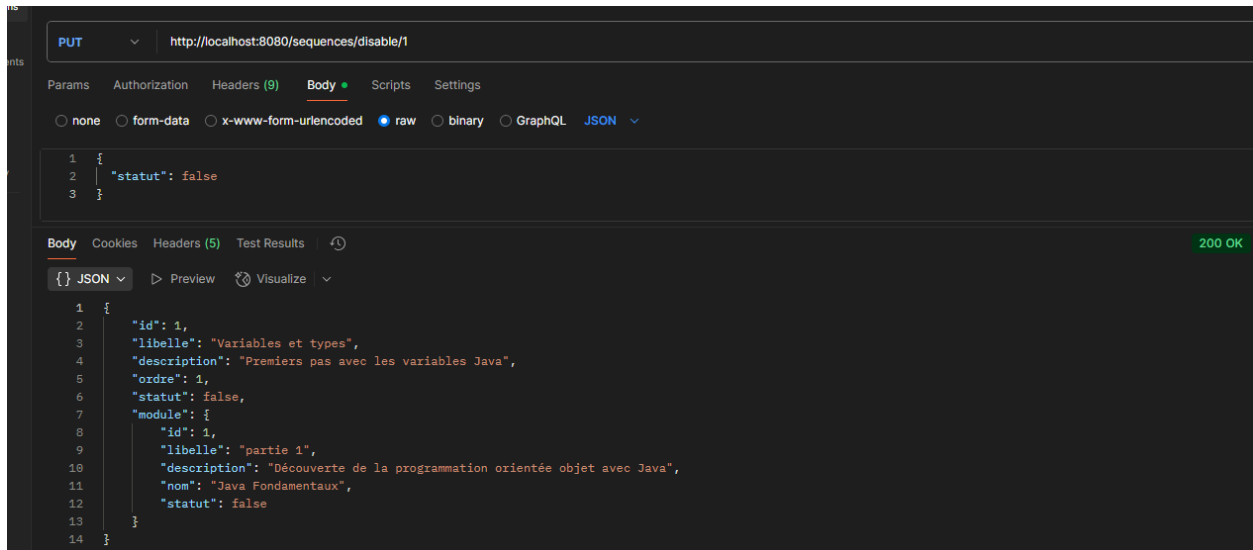 ns
ents
PUT http://localhost:8080/sequences/disable/1
Params Authorization Headers (9) Body Scripts Settings
none form-data x-www-form-urlencoded raw binary GraphQL JSON
1 {
2 "statut": false
3 }
Body Cookies Headers (5) Test Results 200 OK
{} JSON Preview Visualize
1 {
2 "id": 1,
3 "libelle": "Variables et types",
4 "description": "Premiers pas avec les variables Java",
5 "ordre": 1,
6 "statut": false,
7 "module": {
8 "id": 1,
9 "libelle": "partie 1",
10 "description": "Découverte de la programmation orientée objet avec Java",
11 "nom": "Java Fondamentaux",
12 "statut": false
13 }
14 }